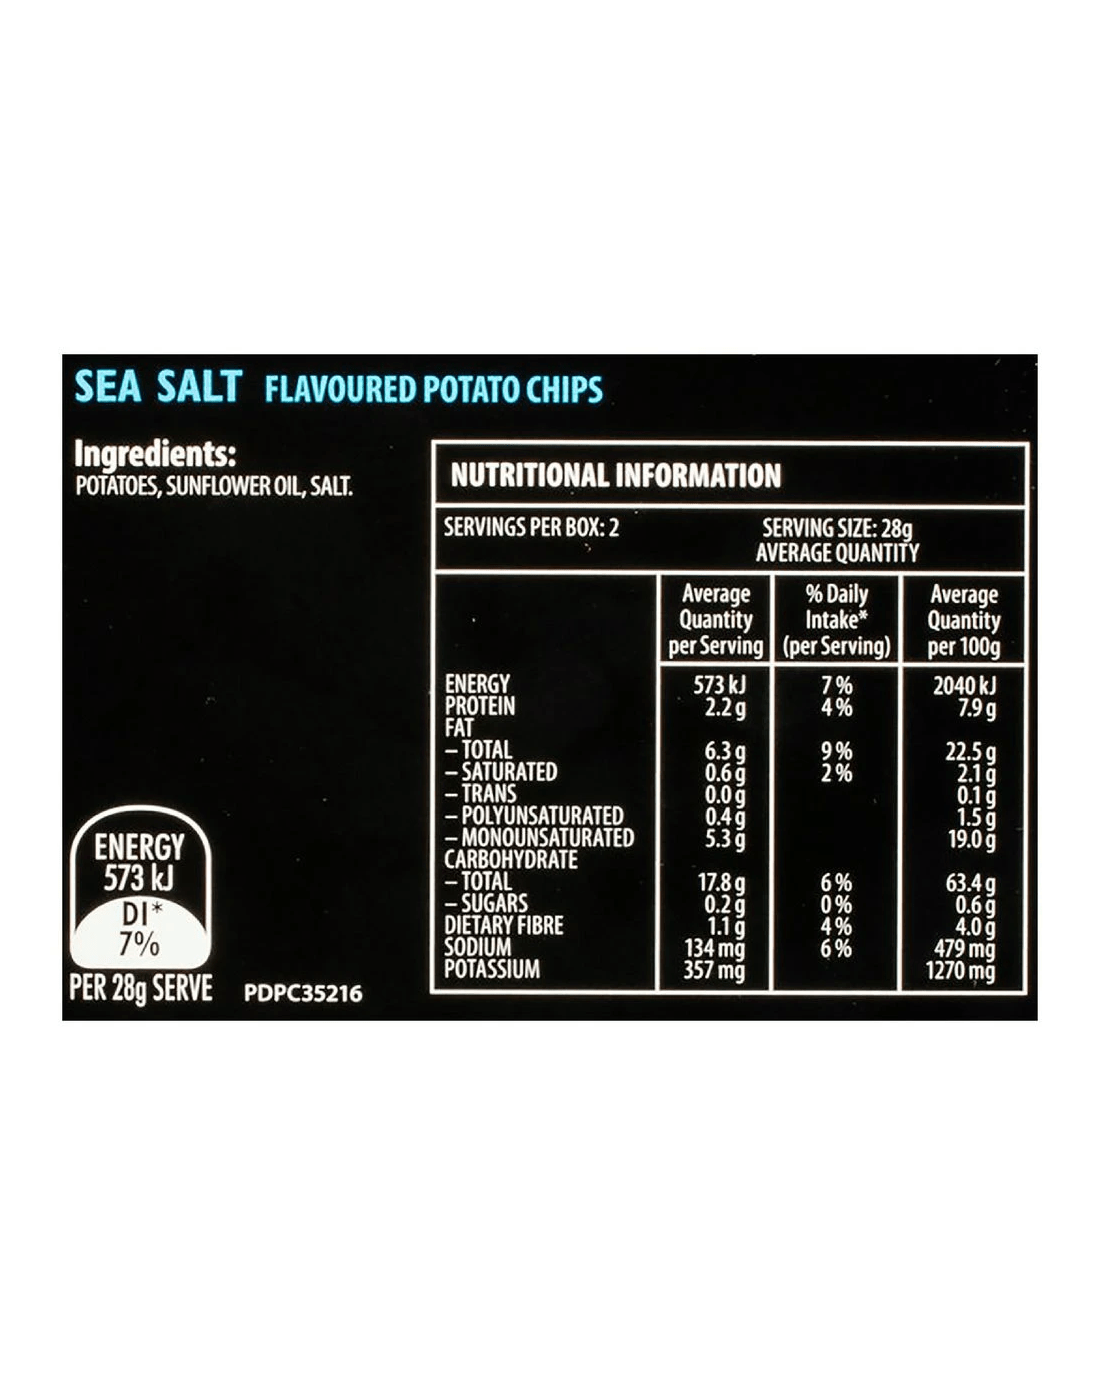 SEA SALT FLAVOURED POTATO CHIPS
Ingredients:
POTATOES, SUNFLOWER OIL, SALT.
NUTRITIONAL INFORMATION
SERVINGS PER BOX: 2 SERVING SIZE: 28g
AVERAGE QUANTITY
Average Quantity per Serving % Daily Intake* (per Serving) Average Quantity per 100g
ENERGY 573 kJ 7% 2040 kJ
PROTEIN 2.2 g 4% 7.9 g
FAT
– TOTAL 6.3 g 9% 22.5 g
– SATURATED 0.6 g 2% 2.1 g
– TRANS 0.0 g 0.1 g
– POLYUNSATURATED 0.4 g 1.5 g
– MONOUNSATURATED 5.3 g 19.0 g
CARBOHYDRATE
– TOTAL 17.8 g 6% 63.4 g
– SUGARS 0.2 g 0% 0.6 g
DIETARY FIBRE 1.1 g 4% 4.0 g
SODIUM 134 mg 6% 479 mg
POTASSIUM 357 mg 1270 mg
ENERGY
573 kJ
DI*
7%
PER 28g SERVE
PDPC35216